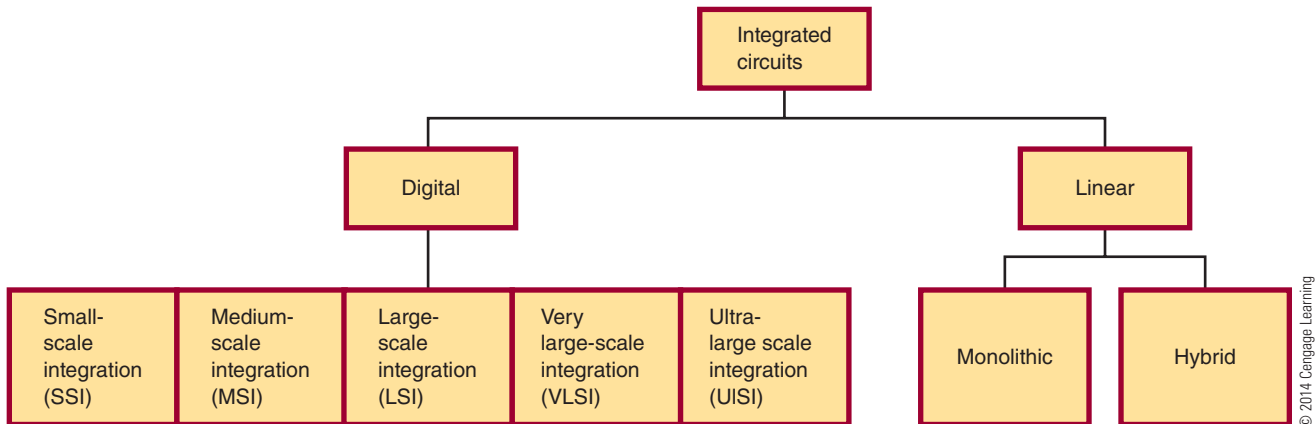 Integrated
circuits
Digital
Linear
Small-
scale
integration
(SSI)
Medium-
scale
integration
(MSI)
Large-
scale
integration
(LSI)
Very
large-scale
integration
(VLSI)
Ultra-
large scale
integration
(UlSI)
Monolithic
Hybrid
© 2014 Cengage Learning